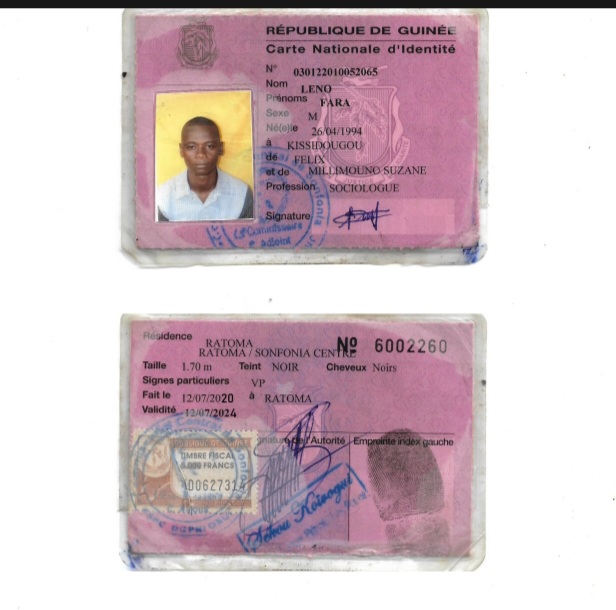 RÉPUBLIQUE DE GUINÉE
Carte Nationale d'Identité
N° 030122010052065
Nom LENO
Prénoms FARA
Sexe M
Né(e)le 26/04/1994
à KISSIDOUGOU
de FELIX
et de MILLIMOUNO SUZANE
Profession SOCIOLOGUE
Signature
Le Commissaire
Adjoint
Résidence RATOMA
RATOMA / SONFONIA CENTRE
№ 6002260
Taille 1.70 m Teint NOIR Cheveux Noirs
Signes particuliers VP
Fait le 12/07/2020 à RATOMA
Validité 12/07/2024
Signature de l'Autorité Empreinte index gauche
TIMBRE FISCAL
FRANCS
Sékou Koivogui